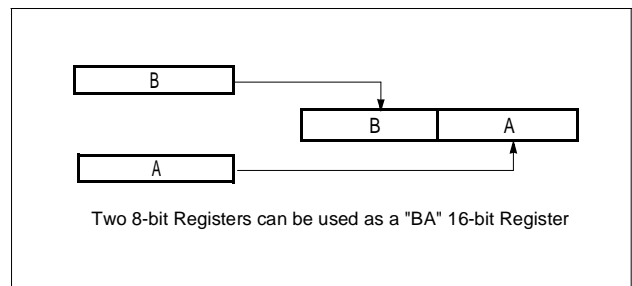 B
B A
A
Two 8-bit Registers can be used as a "BA" 16-bit Register